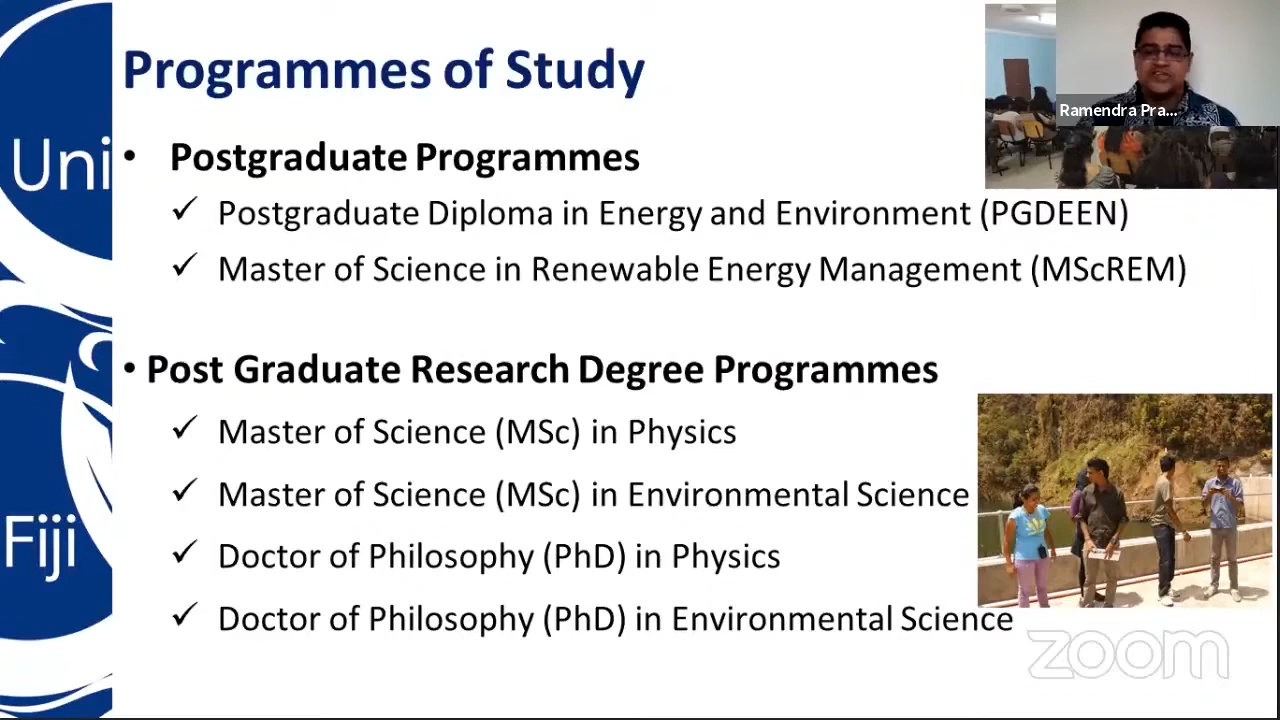 Programmes of Study
Ramendra Pra...
Uni
• Postgraduate Programmes
✓ Postgraduate Diploma in Energy and Environment (PGDEEN)
✓ Master of Science in Renewable Energy Management (MScREM)
• Post Graduate Research Degree Programmes
✓ Master of Science (MSc) in Physics
✓ Master of Science (MSc) in Environmental Science
Fiji
✓ Doctor of Philosophy (PhD) in Physics
✓ Doctor of Philosophy (PhD) in Environmental Science
zoom